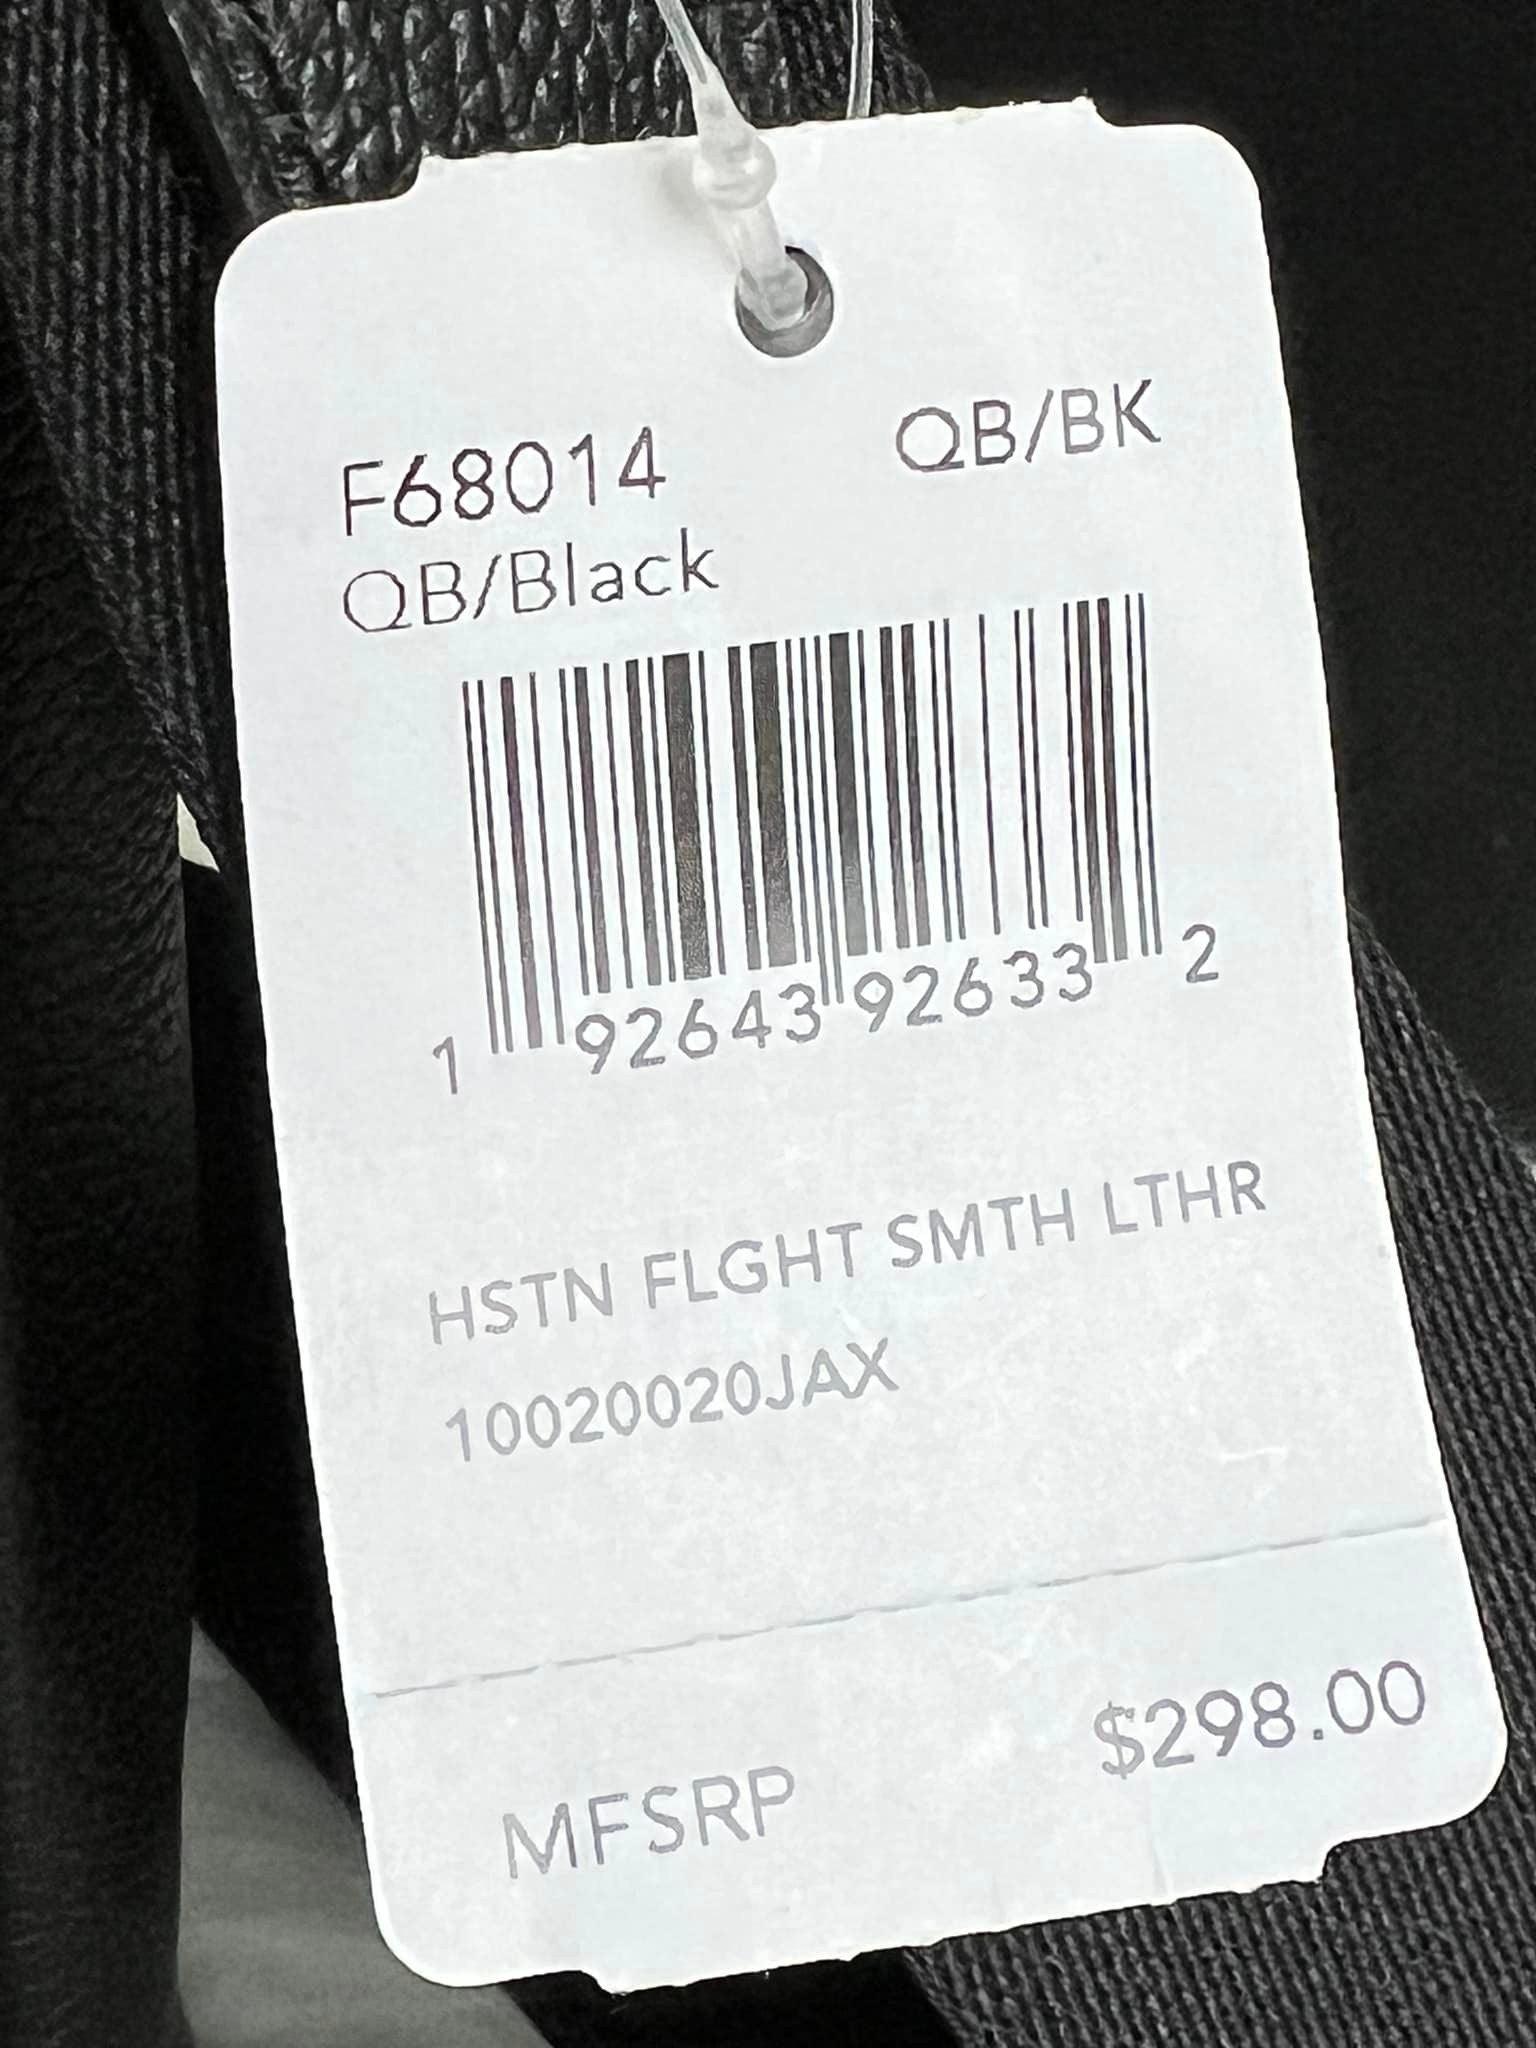 F68014 QB/BK
QB/Black
1 92643 92633 2
HSTN FLGHT SMTH LTHR
10020020JAX
MFSRP $298.00